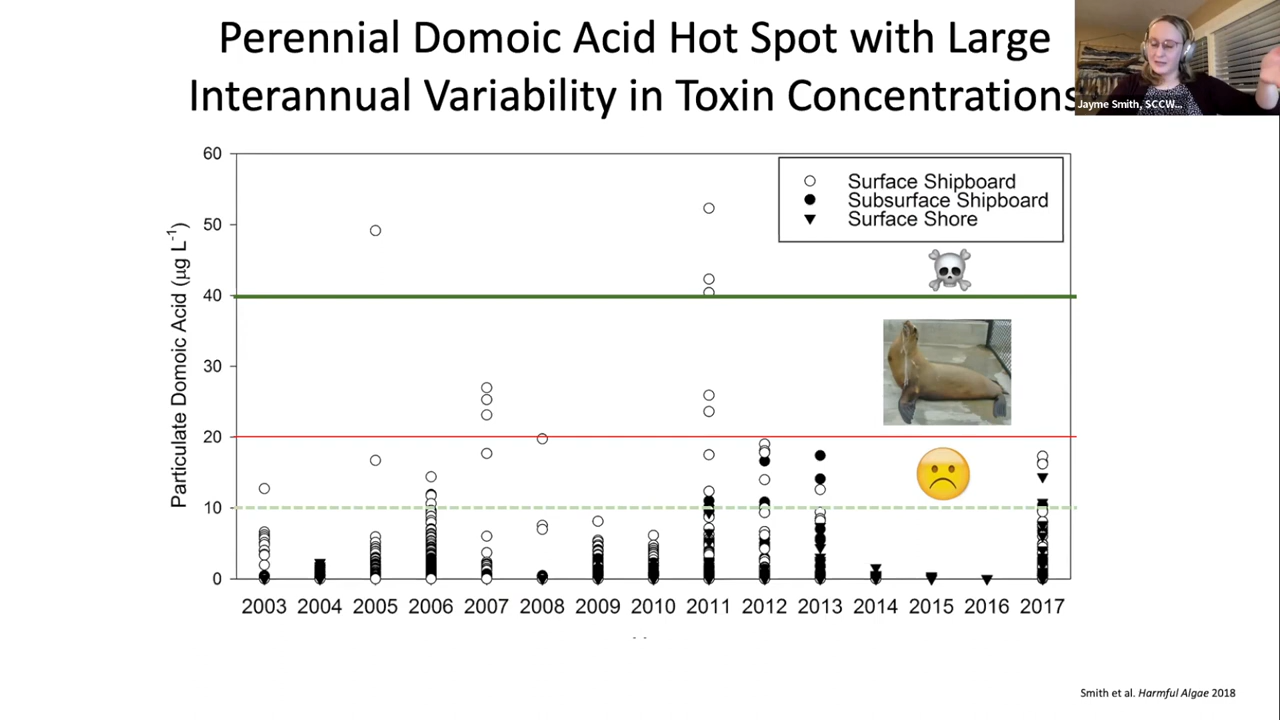 Perennial Domoic Acid Hot Spot with Large
Interannual Variability in Toxin Concentrations
Jayme Smith, SCCW...
Particulate Domoic Acid (μg L-1)
60
50
40
30
20
10
0
Surface Shipboard
Subsurface Shipboard
Surface Shore
2003 2004 2005 2006 2007 2008 2009 2010 2011 2012 2013 2014 2015 2016 2017
Smith et al. Harmful Algae 2018